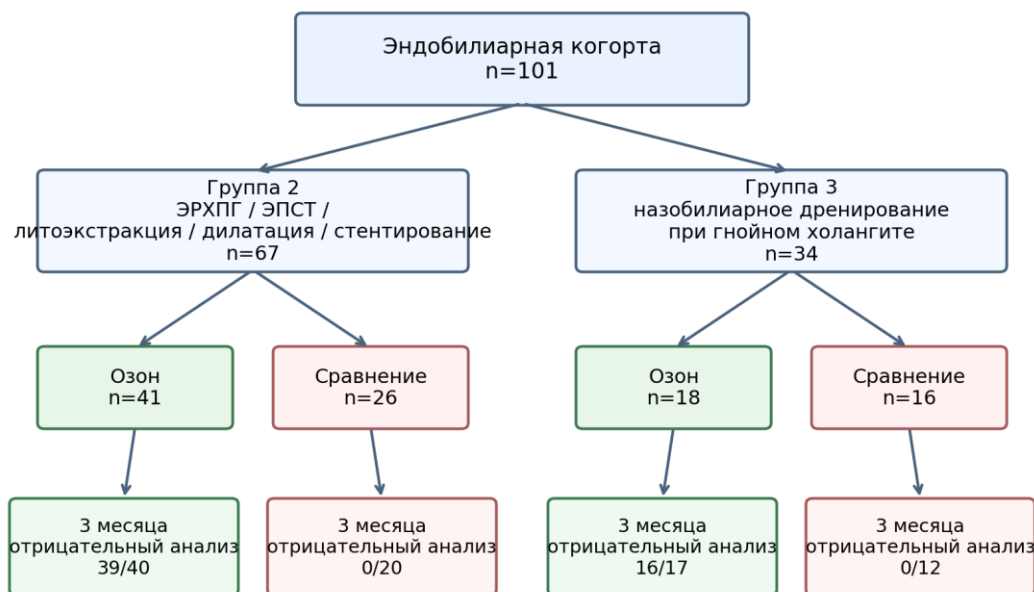 Эндобилиарная когорта
n=101
Группа 2
ЭРХПГ / ЭПСТ /
литоэкстракция / дилатация / стентирование
n=67
Группа 3
назобилиарное дренирование
при гнойном холангите
n=34
Озон
n=41
Сравнение
n=26
Озон
n=18
Сравнение
n=16
3 месяца
отрицательный анализ
39/40
3 месяца
отрицательный анализ
0/20
3 месяца
отрицательный анализ
16/17
3 месяца
отрицательный анализ
0/12